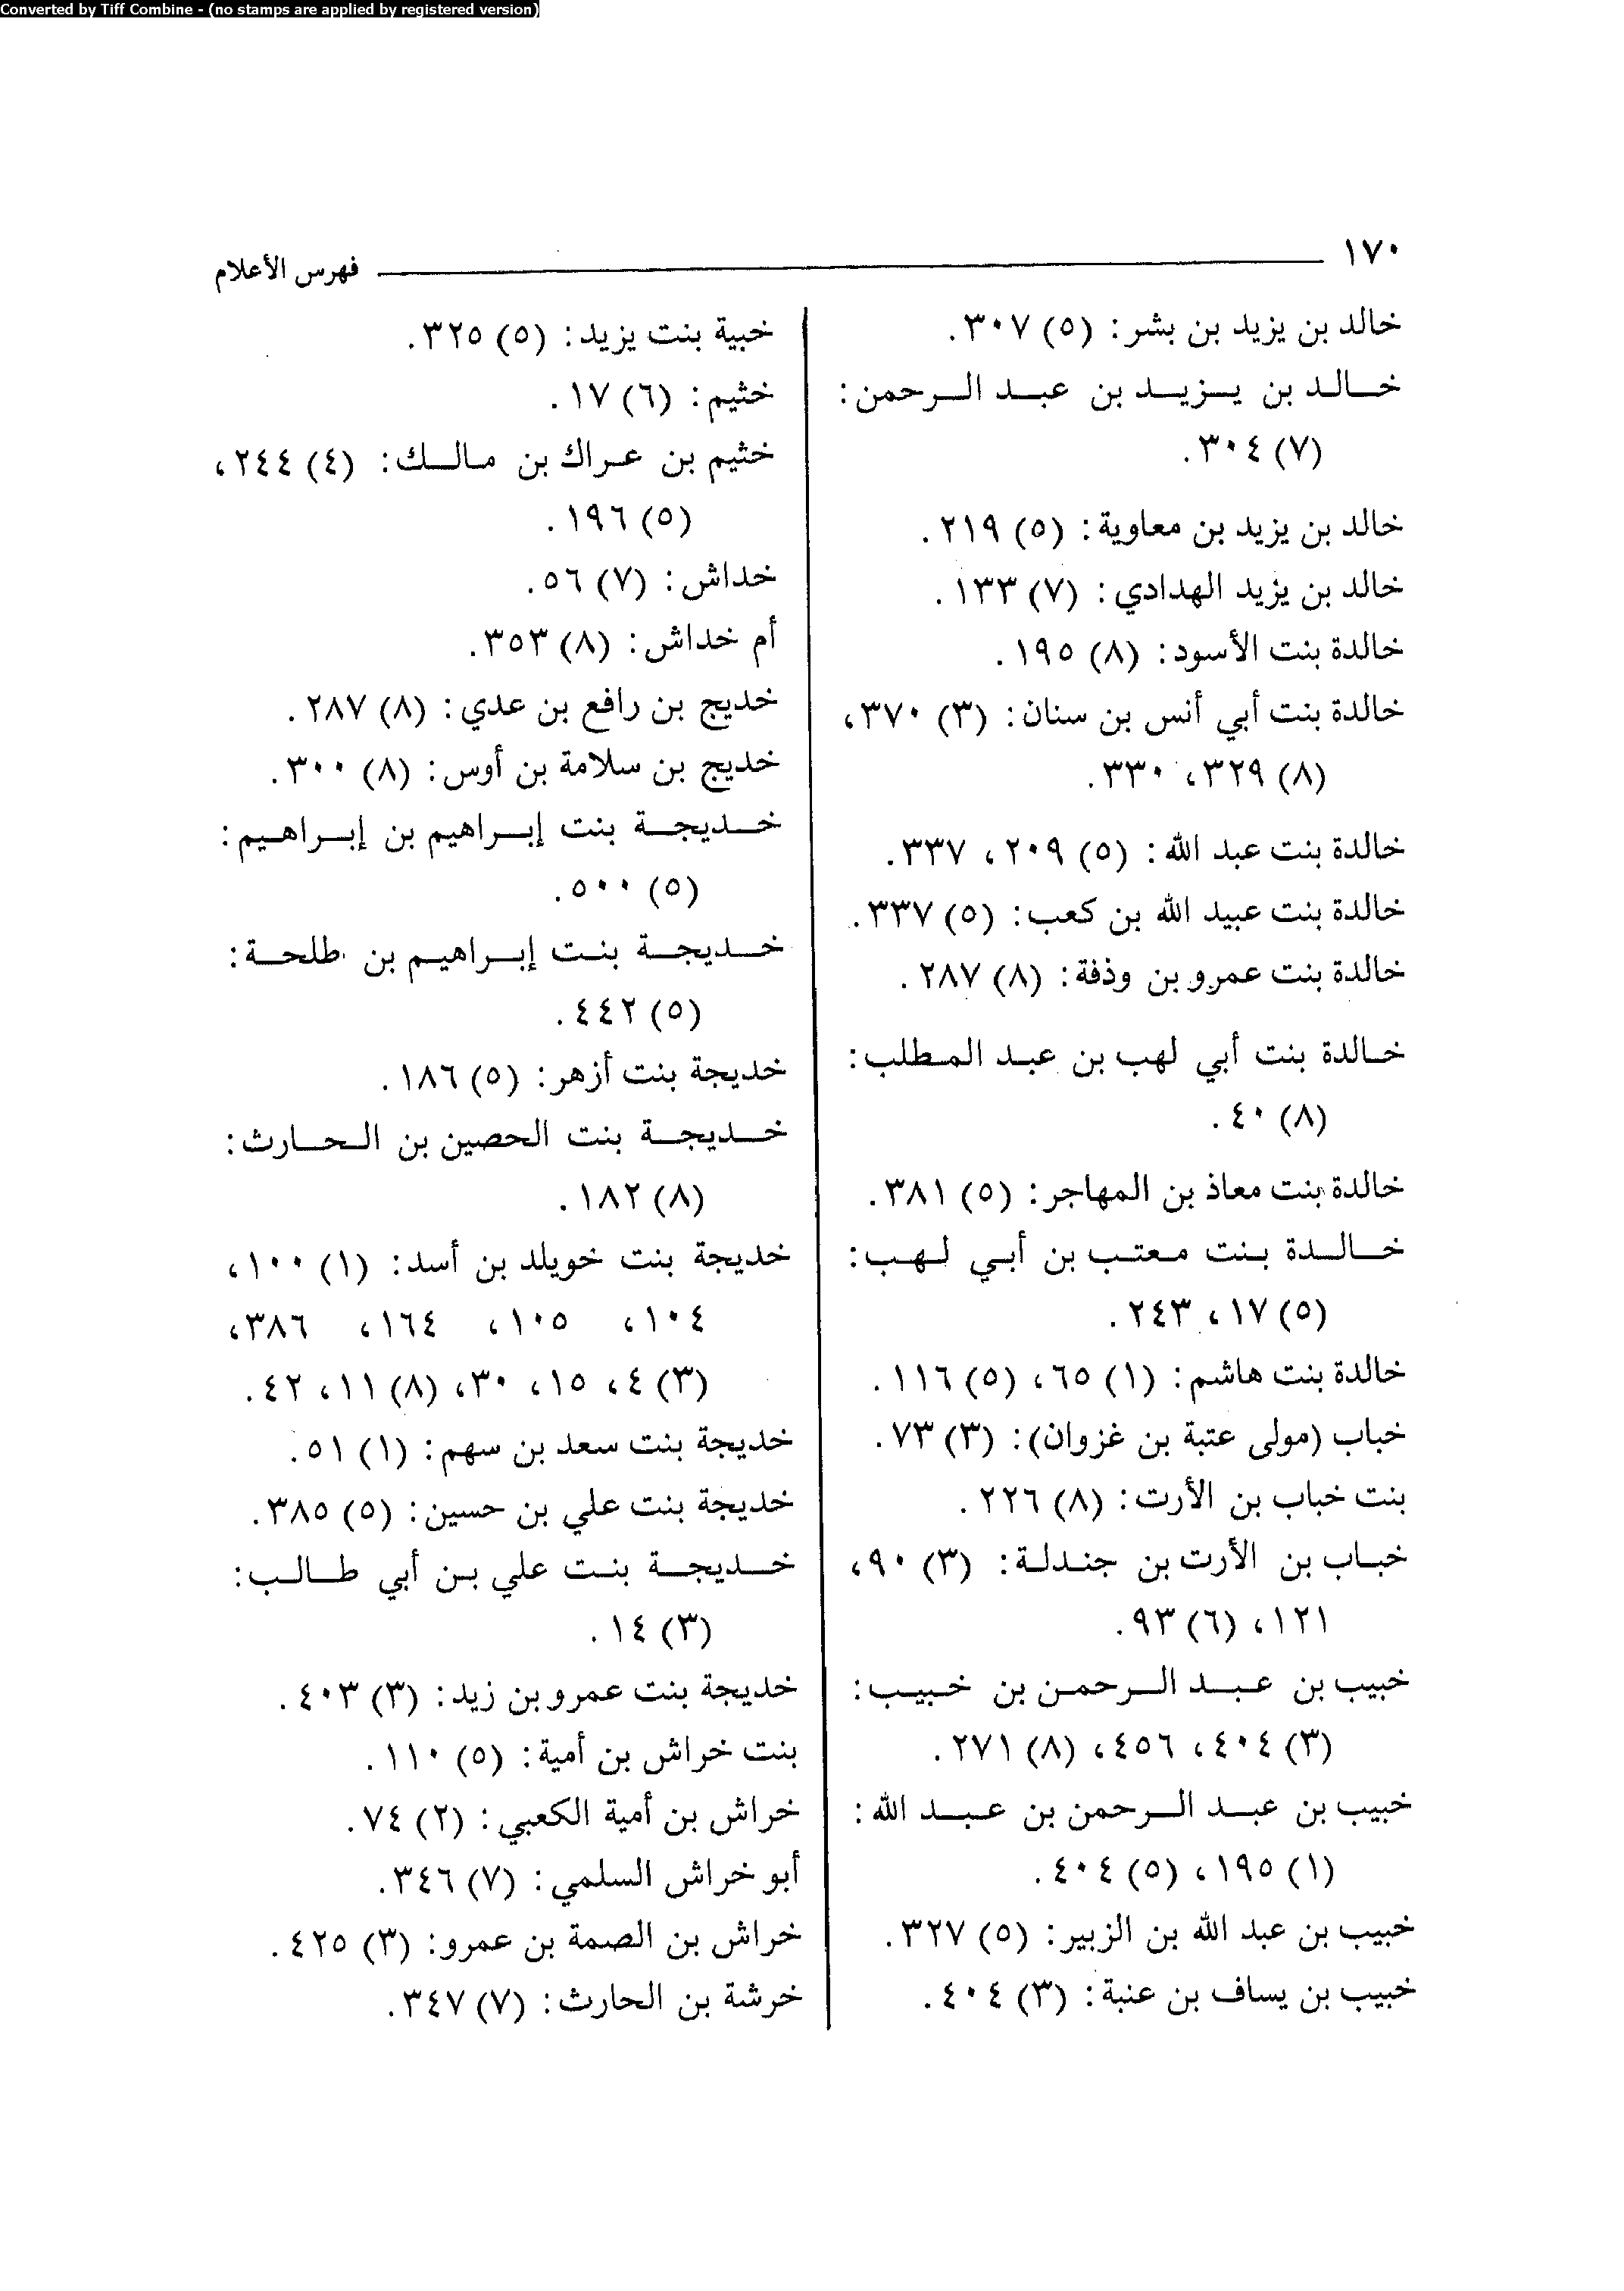 Converted by Tiff Combine - (no stamps are applied by registered version)
١٧٠
فهرس الأعلام
خالد بن يزيد بن بشر: (٥) ٣٠٧.
خالد بن يزيد بن عبد الرحمن:
(٧) ٣٠٤.
خالد بن يزيد بن معاوية: (٥) ٢١٩.
خالد بن يزيد الهدادي: (٧) ١٣٣.
خالدة بنت الأسود: (٨) ١٩٥.
خالدة بنت أبي أنس بن سنان: (٣) ٣٧٠،
(٨) ٣٢٩، ٣٣٠.
خالدة بنت عبد الله: (٥) ٢٠٩، ٣٣٧.
خالدة بنت عبيد الله بن كعب: (٥) ٣٣٧.
خالدة بنت عمرو بن وذفة: (٨) ٢٨٧.
خالدة بنت أبي لهب بن عبد المطلب:
(٨) ٤٠.
خالدة بنت معاذ بن المهاجر: (٥) ٣٨١.
خالدة بنت معتب بن أبي لهب:
(٥) ١٧، ٢٤٣.
خالدة بنت هاشم: (١) ٦٥، (٥) ١١٦.
خباب (مولى عتبة بن غزوان): (٣) ٧٣.
بنت خباب بن الأرت: (٨) ٢٢٦.
خباب بن الأرت بن جندلة: (٣) ٩٠،
١٢١، (٦) ٩٣.
خبيب بن عبد الرحمن بن خبيب:
(٣) ٤٠٤، ٤٥٦، (٨) ٢٧١.
خبيب بن عبد الرحمن بن عبد الله:
(١) ١٩٥، (٥) ٤٠٤.
خبيب بن عبد الله بن الزبير: (٥) ٣٢٧.
خبيب بن يساف بن عنبة: (٣) ٤٠٤.
خبية بنت يزيد: (٥) ٣٢٥.
خثيم: (٦) ١٧.
خثيم بن عراك بن مالك: (٤) ٢٤٤،
(٥) ١٩٦.
خداش: (٧) ٥٦.
أم خداش: (٨) ٣٥٣.
خديج بن رافع بن عدي: (٨) ٢٨٧.
خديج بن سلامة بن أوس: (٨) ٣٠٠.
خديجة بنت إبراهيم بن إبراهيم:
(٥) ٥٠٠.
خديجة بنت إبراهيم بن طلحة:
(٥) ٤٤٢.
خديجة بنت أزهر: (٥) ١٨٦.
خديجة بنت الحصين بن الحارث:
(٨) ١٨٢.
خديجة بنت خويلد بن أسد: (١) ١٠٠،
١٠٤، ١٠٥، ١٦٤، ٣٨٦،
(٣) ٤، ١٥، ٣٠، (٨) ١١، ٤٢.
خديجة بنت سعد بن سهم: (١) ٥١.
خديجة بنت علي بن حسين: (٥) ٣٨٥.
خديجة بنت علي بن أبي طالب:
(٣) ١٤.
خديجة بنت عمرو بن زيد: (٣) ٤٠٣.
بنت خراش بن أمية: (٥) ١١٠.
خراش بن أمية الكعبي: (٢) ٧٤.
أبو خراش السلمي: (٧) ٣٤٦.
خراش بن الصمة بن عمرو: (٣) ٤٢٥.
خرشة بن الحارث: (٧) ٣٤٧.